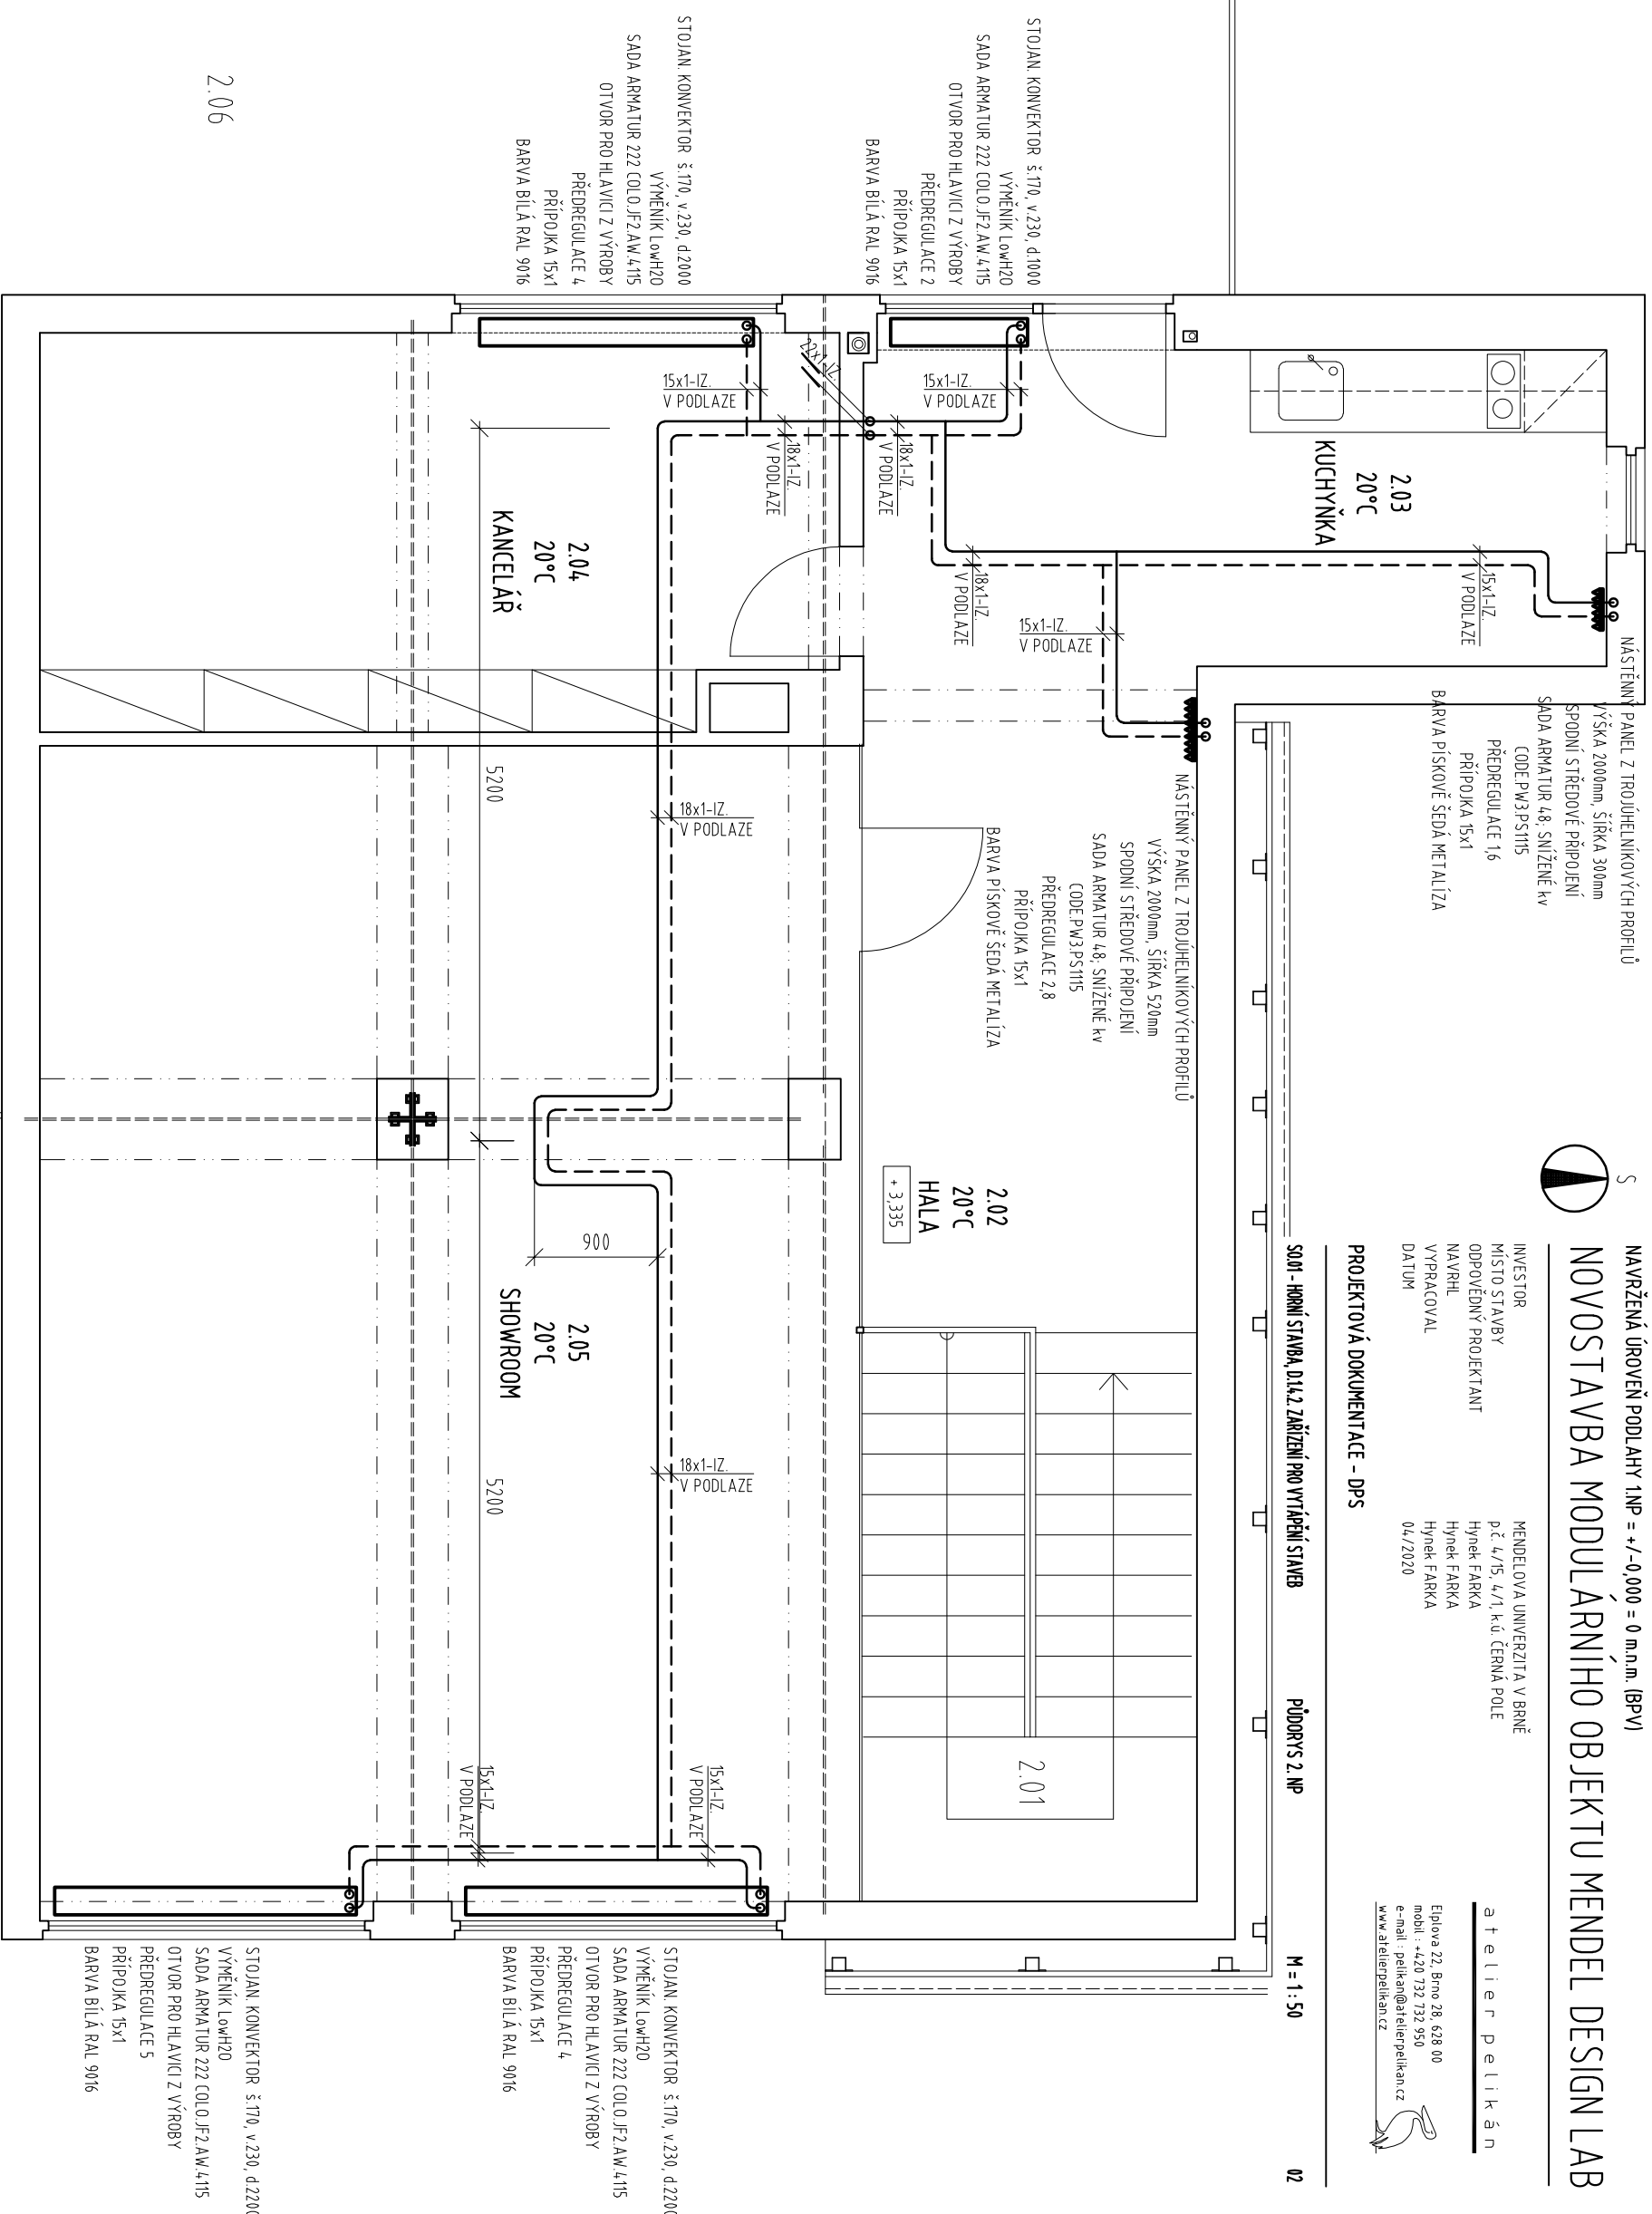 NAVRŽENÁ ÚROVEŇ PODLAHY 1.NP = +/-0,000 = 0 m.n.m. (BPV)
NOVOSTAVBA MODULÁRNÍHO OBJEKTU MENDEL DESIGN LAB
S
INVESTOR MENDELOVA UNIVERZITA V BRNĚ
MÍSTO STAVBY p.č. 4/15, 4/1, k.ú. ČERNÁ POLE
ODPOVĚDNÝ PROJEKTANT Hynek FARKA
NAVRHL Hynek FARKA
VYPRACOVAL Hynek FARKA
DATUM 04/2020
atelier pelikán
Elplova 22, Brno 28, 628 00
mobil : +420 732 732 950
e-mail : pelikan@atelierpelikan.cz
www.atelierpelikan.cz
PROJEKTOVÁ DOKUMENTACE - DPS
SO.01 - HORNÍ STAVBA, D.1.4.2. ZAŘÍZENÍ PRO VYTÁPĚNÍ STAVEB PŮDORYS 2. NP M = 1 : 50 02
NÁSTĚNNÝ PANEL Z TROJÚHELNÍKOVÝCH PROFILŮ
VÝŠKA 2000mm, ŠÍŘKA 300mm
SPODNÍ STŘEDOVÉ PŘIPOJENÍ
SADA ARMATUR 48; SNÍŽENÉ kv
CODE.PW3.PS1115
PŘEDREGULACE 1,6
PŘÍPOJKA 15x1
BARVA PÍSKOVĚ ŠEDÁ METALÍZA
NÁSTĚNNÝ PANEL Z TROJÚHELNÍKOVÝCH PROFILŮ
VÝŠKA 2000mm, ŠÍŘKA 520mm
SPODNÍ STŘEDOVÉ PŘIPOJENÍ
SADA ARMATUR 48; SNÍŽENÉ kv
CODE.PW3.PS1115
PŘEDREGULACE 2,8
PŘÍPOJKA 15x1
BARVA PÍSKOVĚ ŠEDÁ METALÍZA
STOJAN. KONVEKTOR š.170, v.230, d.1000
VÝMĚNÍK LowH2O
SADA ARMATUR 222 COLO.JF2.AW.4115
OTVOR PRO HLAVICI Z VÝROBY
PŘEDREGULACE 2
PŘÍPOJKA 15x1
BARVA BÍLÁ RAL 9016
STOJAN. KONVEKTOR š.170, v.230, d.2000
VÝMĚNÍK LowH2O
SADA ARMATUR 222 COLO.JF2.AW.4115
OTVOR PRO HLAVICI Z VÝROBY
PŘEDREGULACE 4
PŘÍPOJKA 15x1
BARVA BÍLÁ RAL 9016
2.06
2.03
20°C
KUCHYŇKA
15x1-IZ.
V PODLAZE
18x1-IZ.
V PODLAZE
15x1-IZ.
V PODLAZE
15x1-IZ.
V PODLAZE
18x1-IZ.
V PODLAZE
22x1-IZ.
18x1-IZ.
V PODLAZE
15x1-IZ.
V PODLAZE
2.04
20°C
KANCELÁŘ
2.02
20°C
HALA
+ 3,335
2.01
18x1-IZ.
V PODLAZE
5200
900
2.05
20°C
SHOWROOM
18x1-IZ.
V PODLAZE
5200
15x1-IZ.
V PODLAZE
15x1-IZ.
V PODLAZE
STOJAN. KONVEKTOR š.170, v.230, d.2200
VÝMĚNÍK LowH2O
SADA ARMATUR 222 COLO.JF2.AW.4115
OTVOR PRO HLAVICI Z VÝROBY
PŘEDREGULACE 4
PŘÍPOJKA 15x1
BARVA BÍLÁ RAL 9016
STOJAN. KONVEKTOR š.170, v.230, d.2200
VÝMĚNÍK LowH2O
SADA ARMATUR 222 COLO.JF2.AW.4115
OTVOR PRO HLAVICI Z VÝROBY
PŘEDREGULACE 5
PŘÍPOJKA 15x1
BARVA BÍLÁ RAL 9016